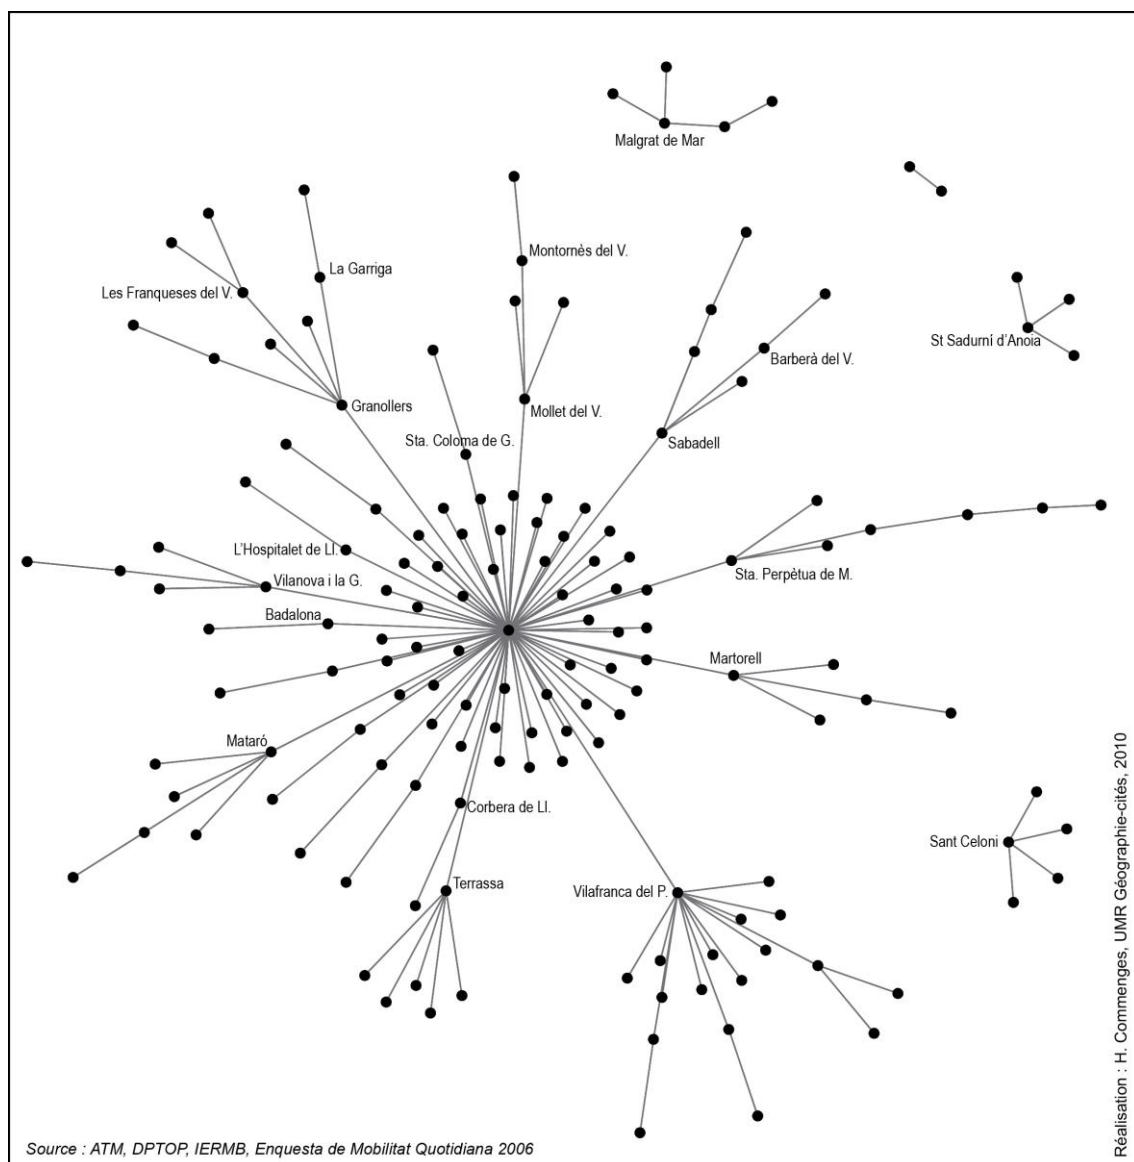 Malgrat de Mar
Montornès del V.
La Garriga
Les Franqueses del V.
St Sadurní d'Anoia
Barberà del V.
Granollers
Mollet del V.
Sta. Coloma de G.
Sabadell
L'Hospitalet de Ll.
Sta. Perpètua de M.
Vilanova i la G.
Badalona
Martorell
Mataró
Corbera de Ll.
Sant Celoni
Terrassa
Vilafranca del P.
Source : ATM, DPTOP, IERMB, Enquesta de Mobilitat Quotidiana 2006
Réalisation : H. Commenges, UMR Géographie-cités, 2010